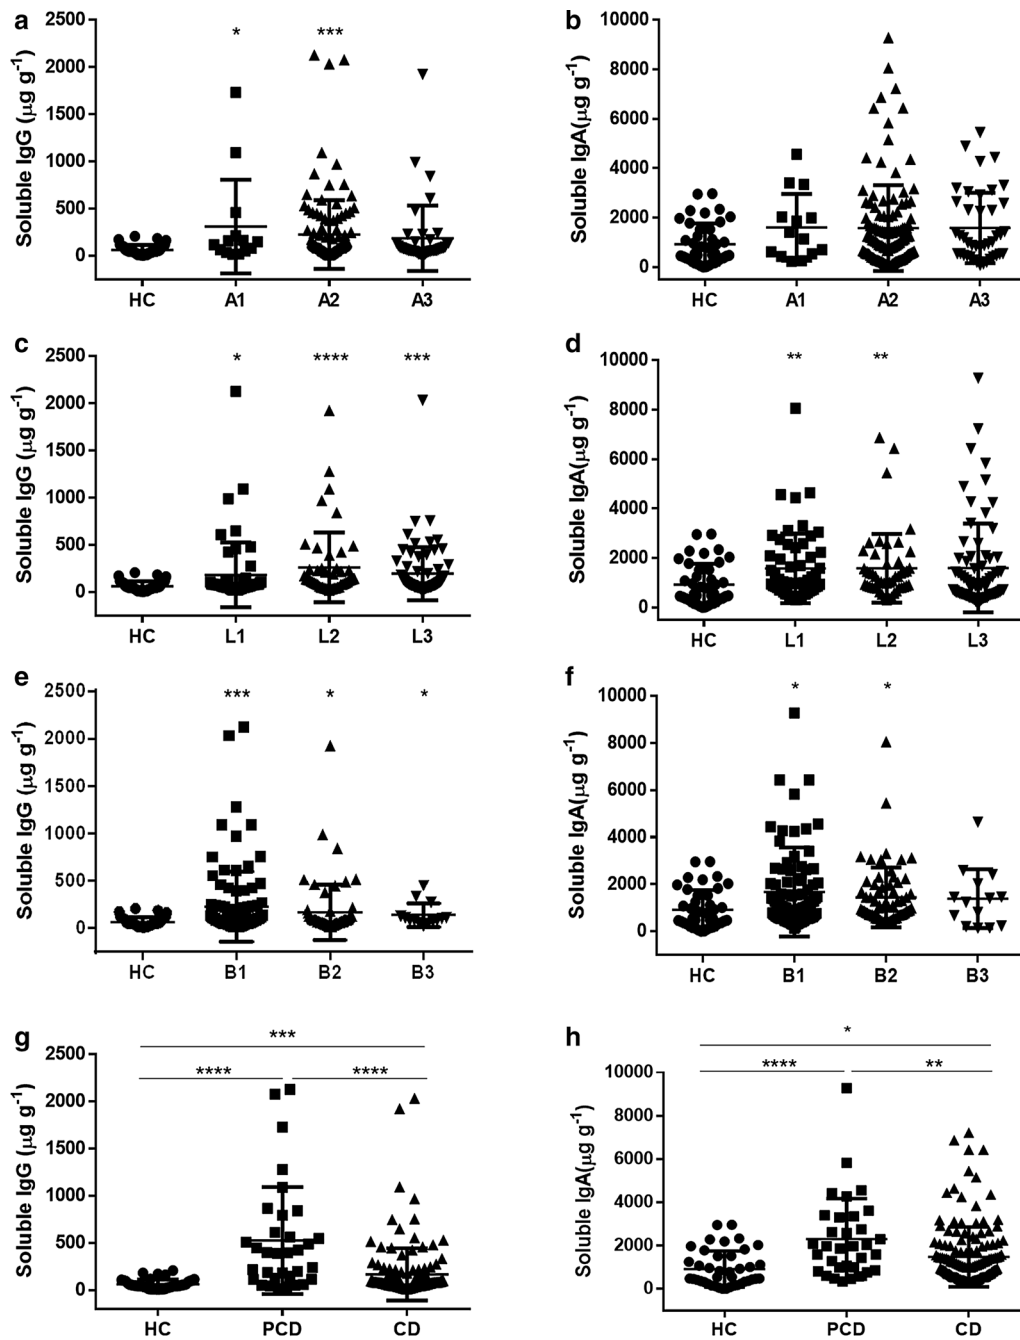 a
Soluble IgG (µg g⁻¹)
2500
2000
1500
1000
500
0
* ***
HC A1 A2 A3
b
Soluble IgA(µg g⁻¹)
10000
8000
6000
4000
2000
0
HC A1 A2 A3
c
Soluble IgG (µg g⁻¹)
2500
2000
1500
1000
500
0
* **** ***
HC L1 L2 L3
d
Soluble IgA(µg g⁻¹)
10000
8000
6000
4000
2000
0
** **
HC L1 L2 L3
e
Soluble IgG (µg g⁻¹)
2500
2000
1500
1000
500
0
*** * *
HC B1 B2 B3
f
Soluble IgA(µg g⁻¹)
10000
8000
6000
4000
2000
0
* *
HC B1 B2 B3
g
Soluble IgG (µg g⁻¹)
2500
2000
1500
1000
500
0
***
**** ****
HC PCD CD
h
Soluble IgA(µg g⁻¹)
10000
8000
6000
4000
2000
0
*
**** **
HC PCD CD